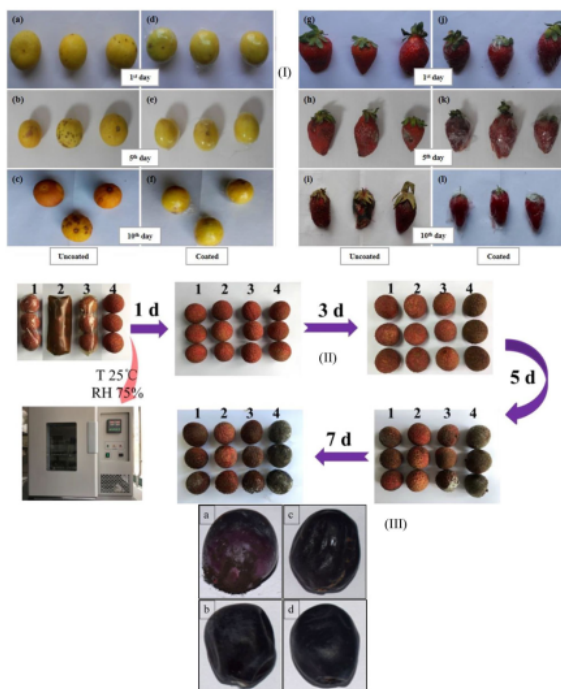 (a)
(d)
1st day
(b)
(e)
5th day
(c)
(f)
10th day
Uncoated
Coated
(I)
(g)
(j)
1st day
(h)
(k)
5th day
(i)
(l)
10th day
Uncoated
Coated
1 2 3 4
1 d
1 2 3 4
3 d
(II)
1 2 3 4
5 d
T 25°C
RH 75%
1 2 3 4
7 d
1 2 3 4
(III)
a
c
b
d